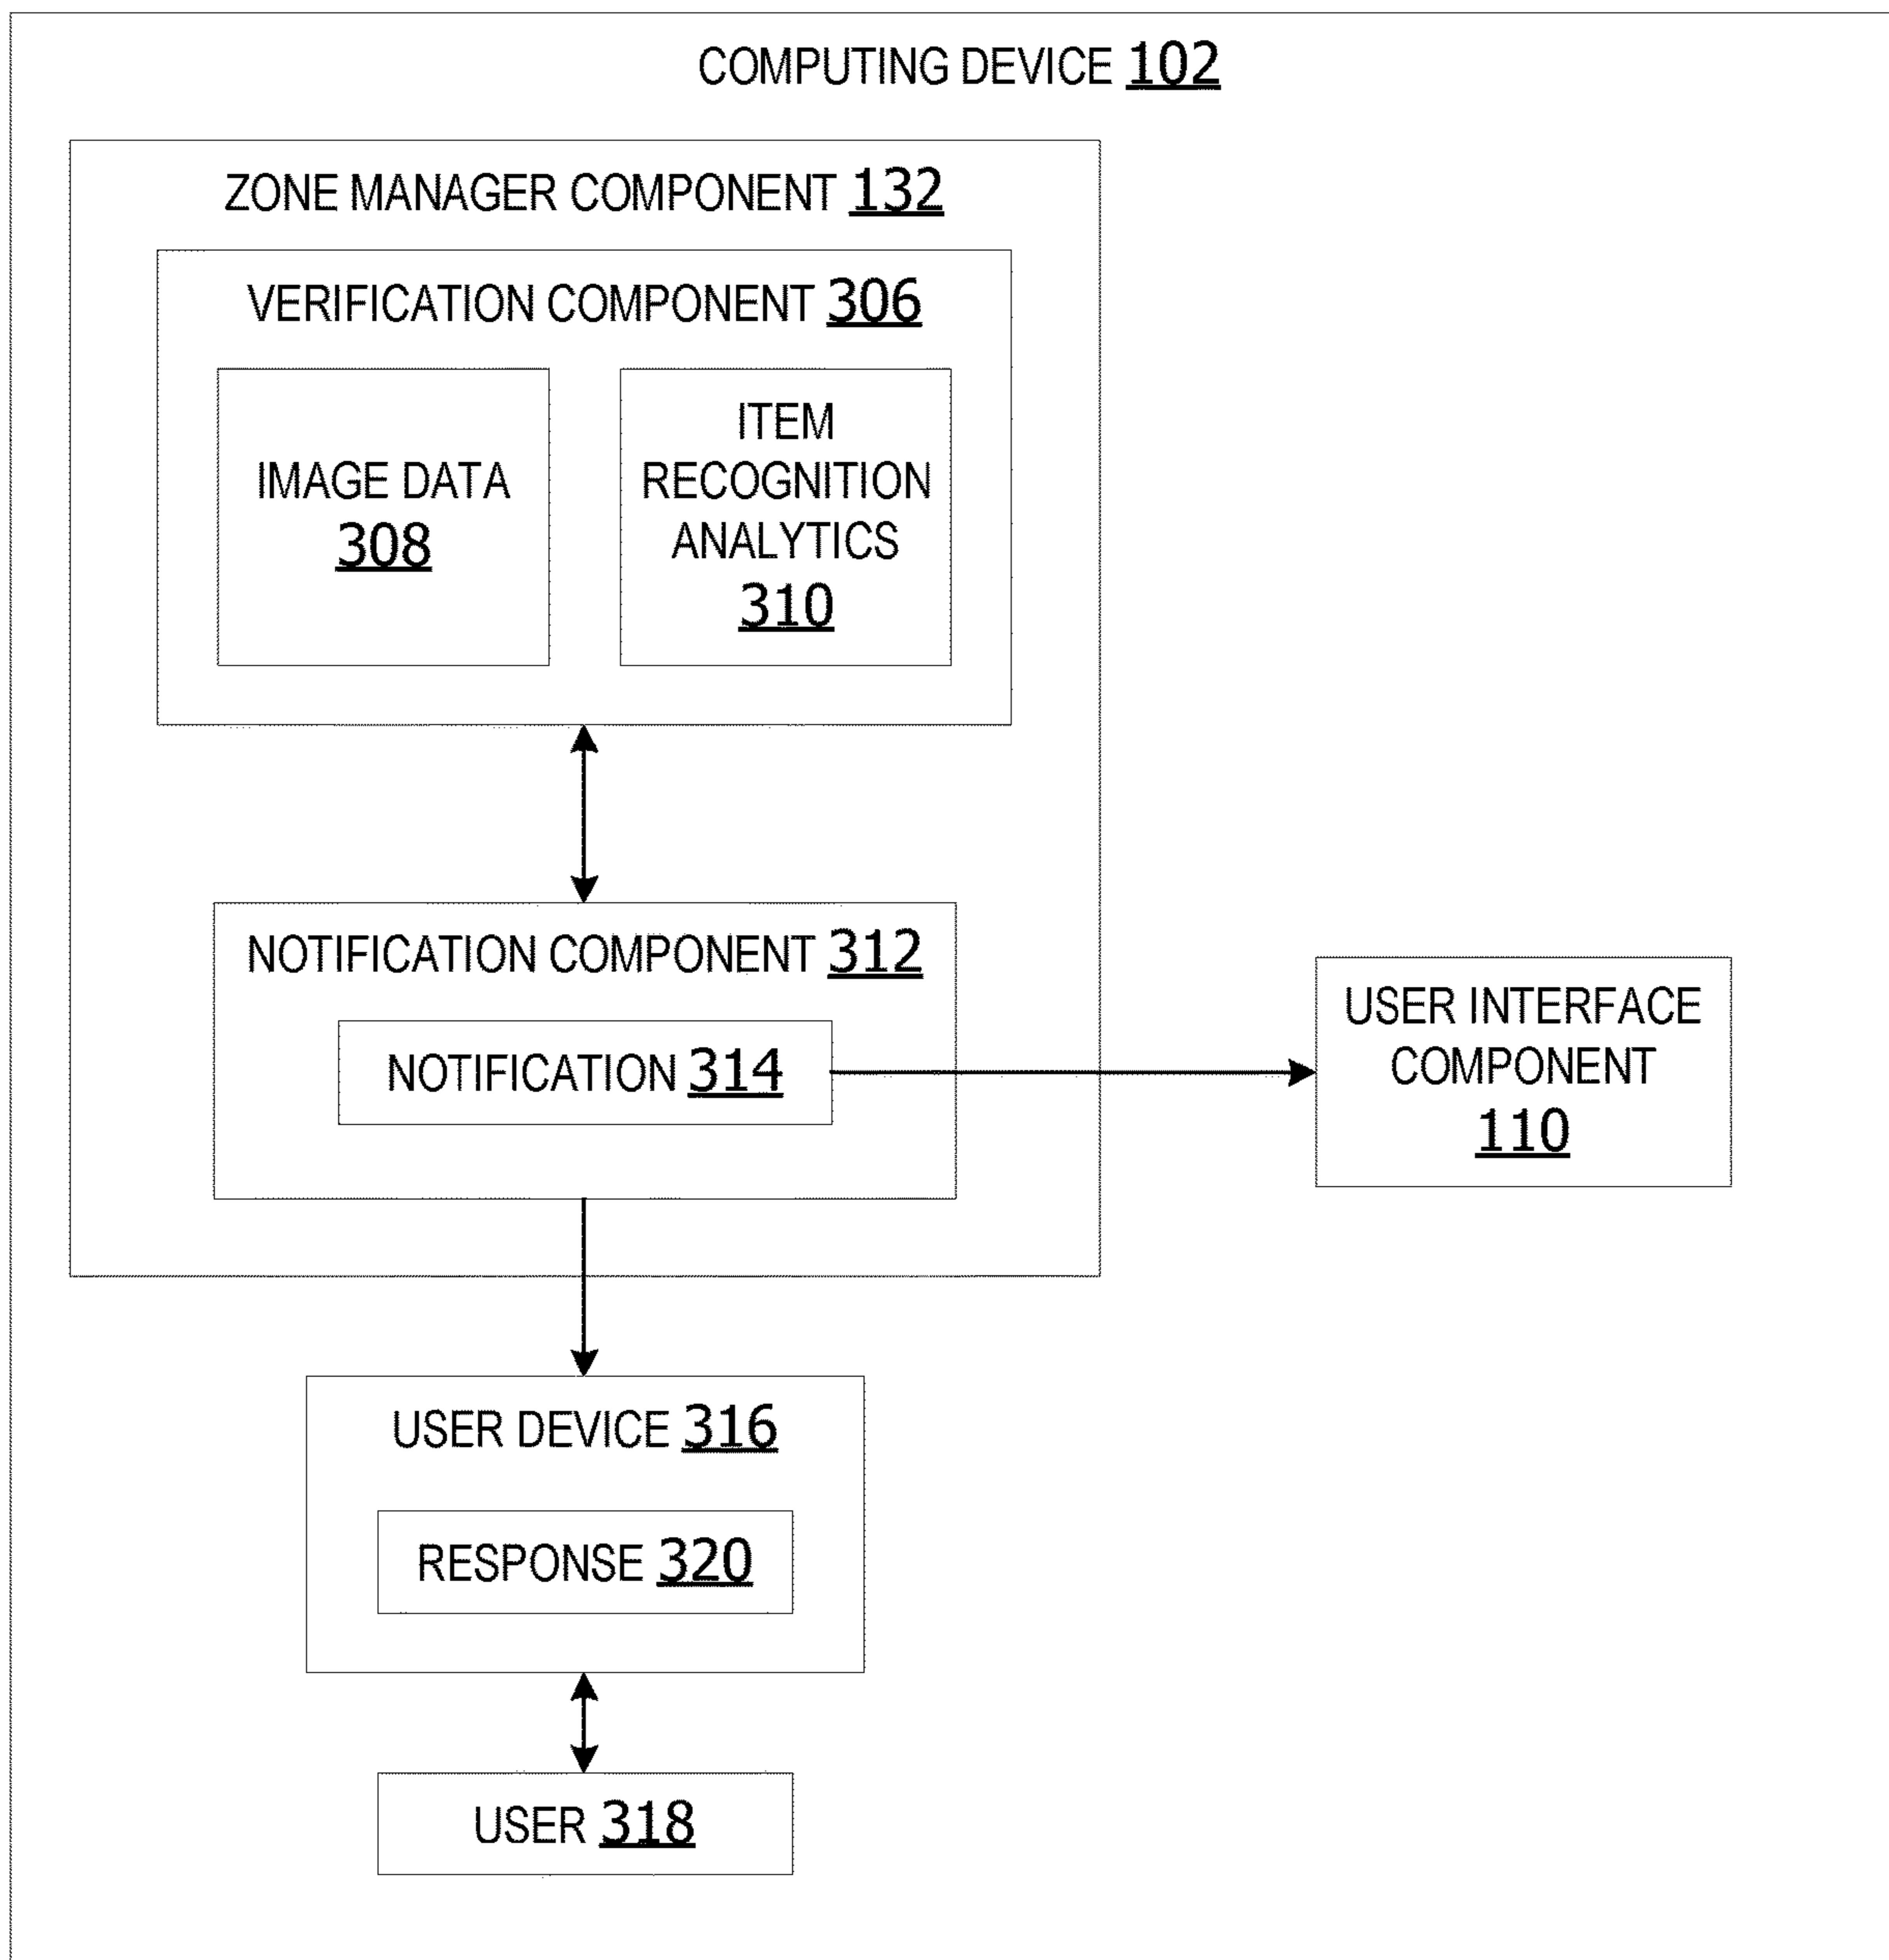 COMPUTING DEVICE 102
ZONE MANAGER COMPONENT 132
VERIFICATION COMPONENT 306
IMAGE DATA
308
ITEM
RECOGNITION
ANALYTICS
310
NOTIFICATION COMPONENT 312
NOTIFICATION 314
USER INTERFACE
COMPONENT
110
USER DEVICE 316
RESPONSE 320
USER 318